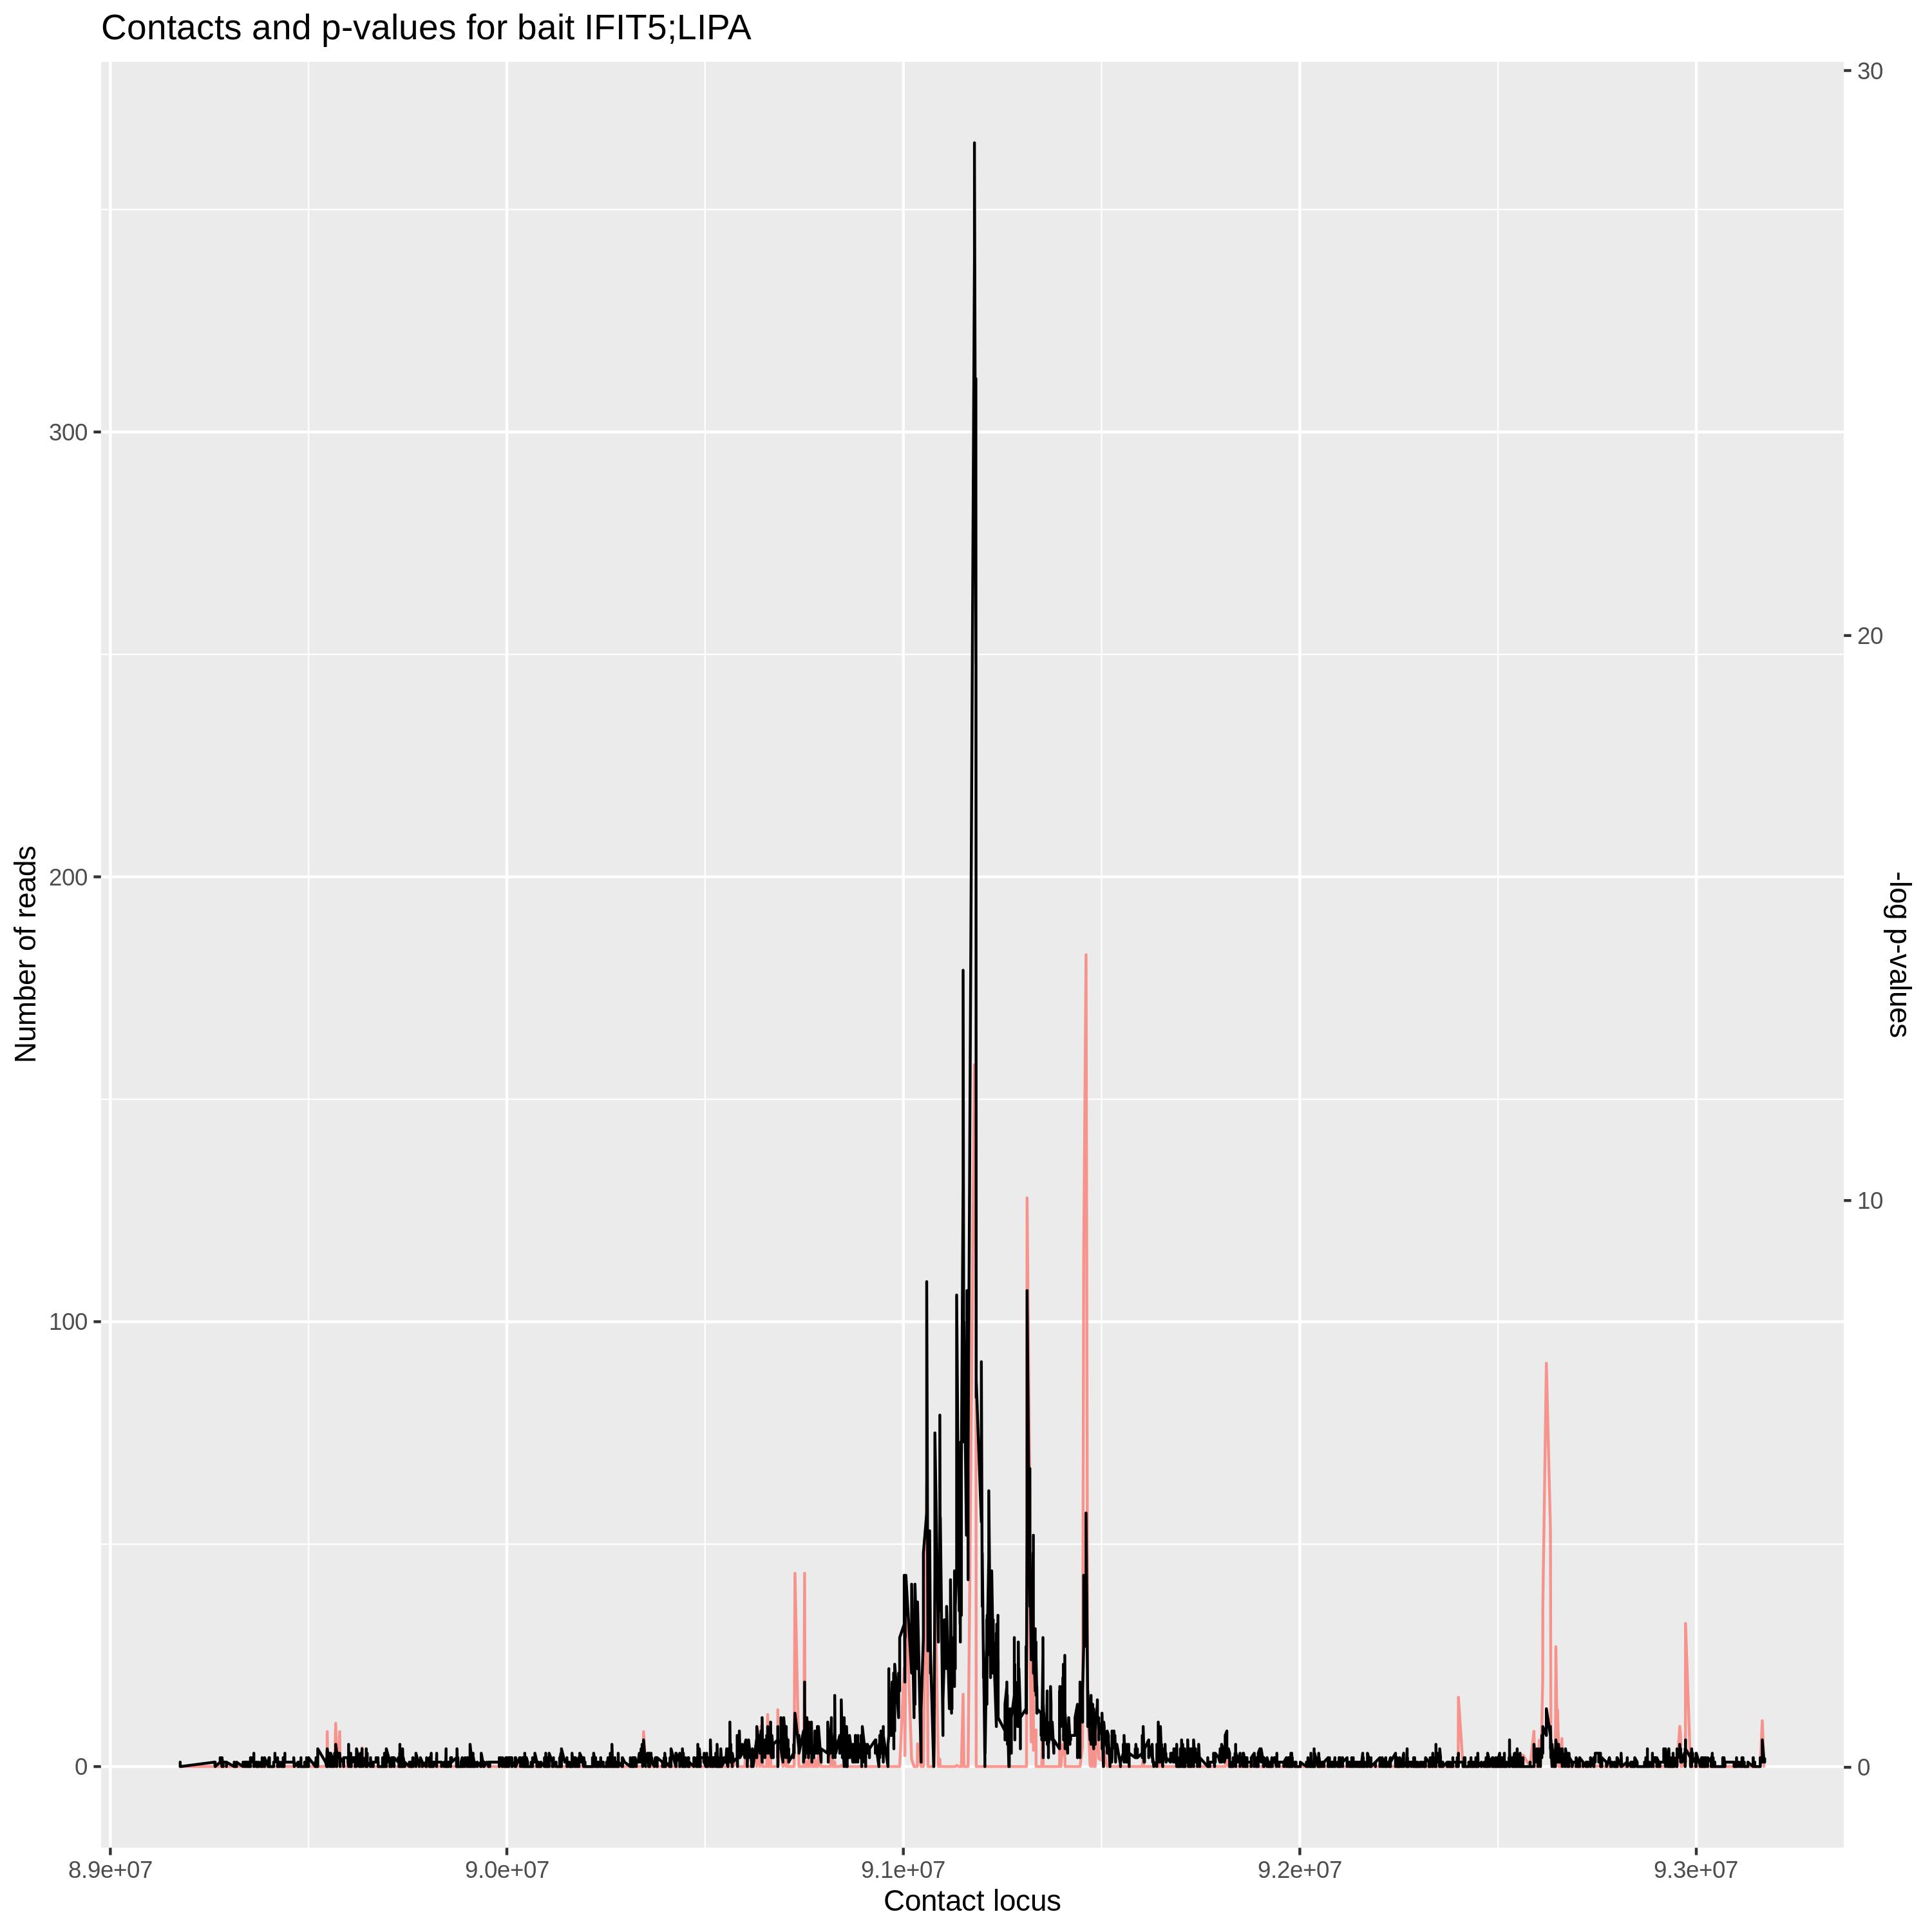 Contacts and p-values for bait IFIT5;LIPA
Number of reads
300
200
100
0
30
20
10
0
-log p-values
8.9e+07
9.0e+07
9.1e+07
9.2e+07
9.3e+07
Contact locus